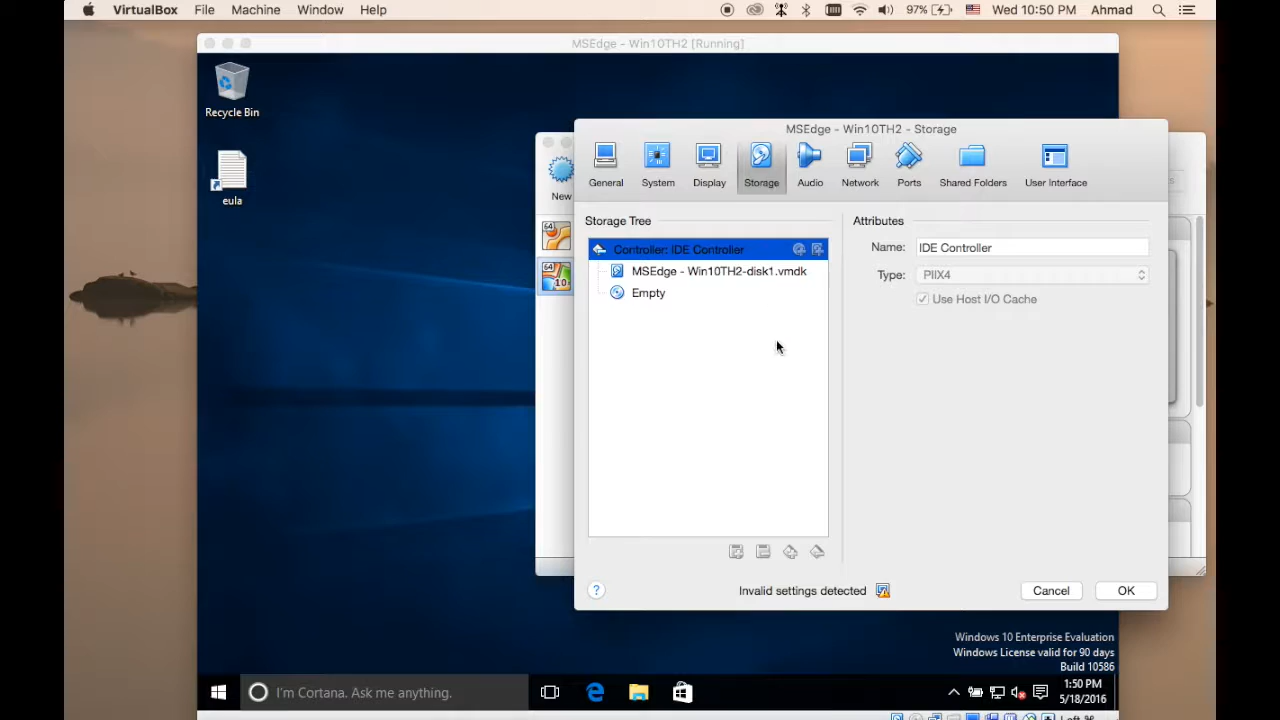 VirtualBox File Machine Window Help 97% Wed 10:50 PM Ahmad
MSEdge - Win10TH2 [Running]
Recycle Bin
eula
New
64
64
10
MSEdge - Win10TH2 - Storage
General System Display Storage Audio Network Ports Shared Folders User Interface
Storage Tree
Controller: IDE Controller
MSEdge - Win10TH2-disk1.vmdk
Empty
Attributes
Name: IDE Controller
Type: PIIX4
Use Host I/O Cache
? Invalid settings detected Cancel OK
Windows 10 Enterprise Evaluation
Windows License valid for 90 days
Build 10586
I'm Cortana. Ask me anything.
1:50 PM
5/18/2016
Left ⌘